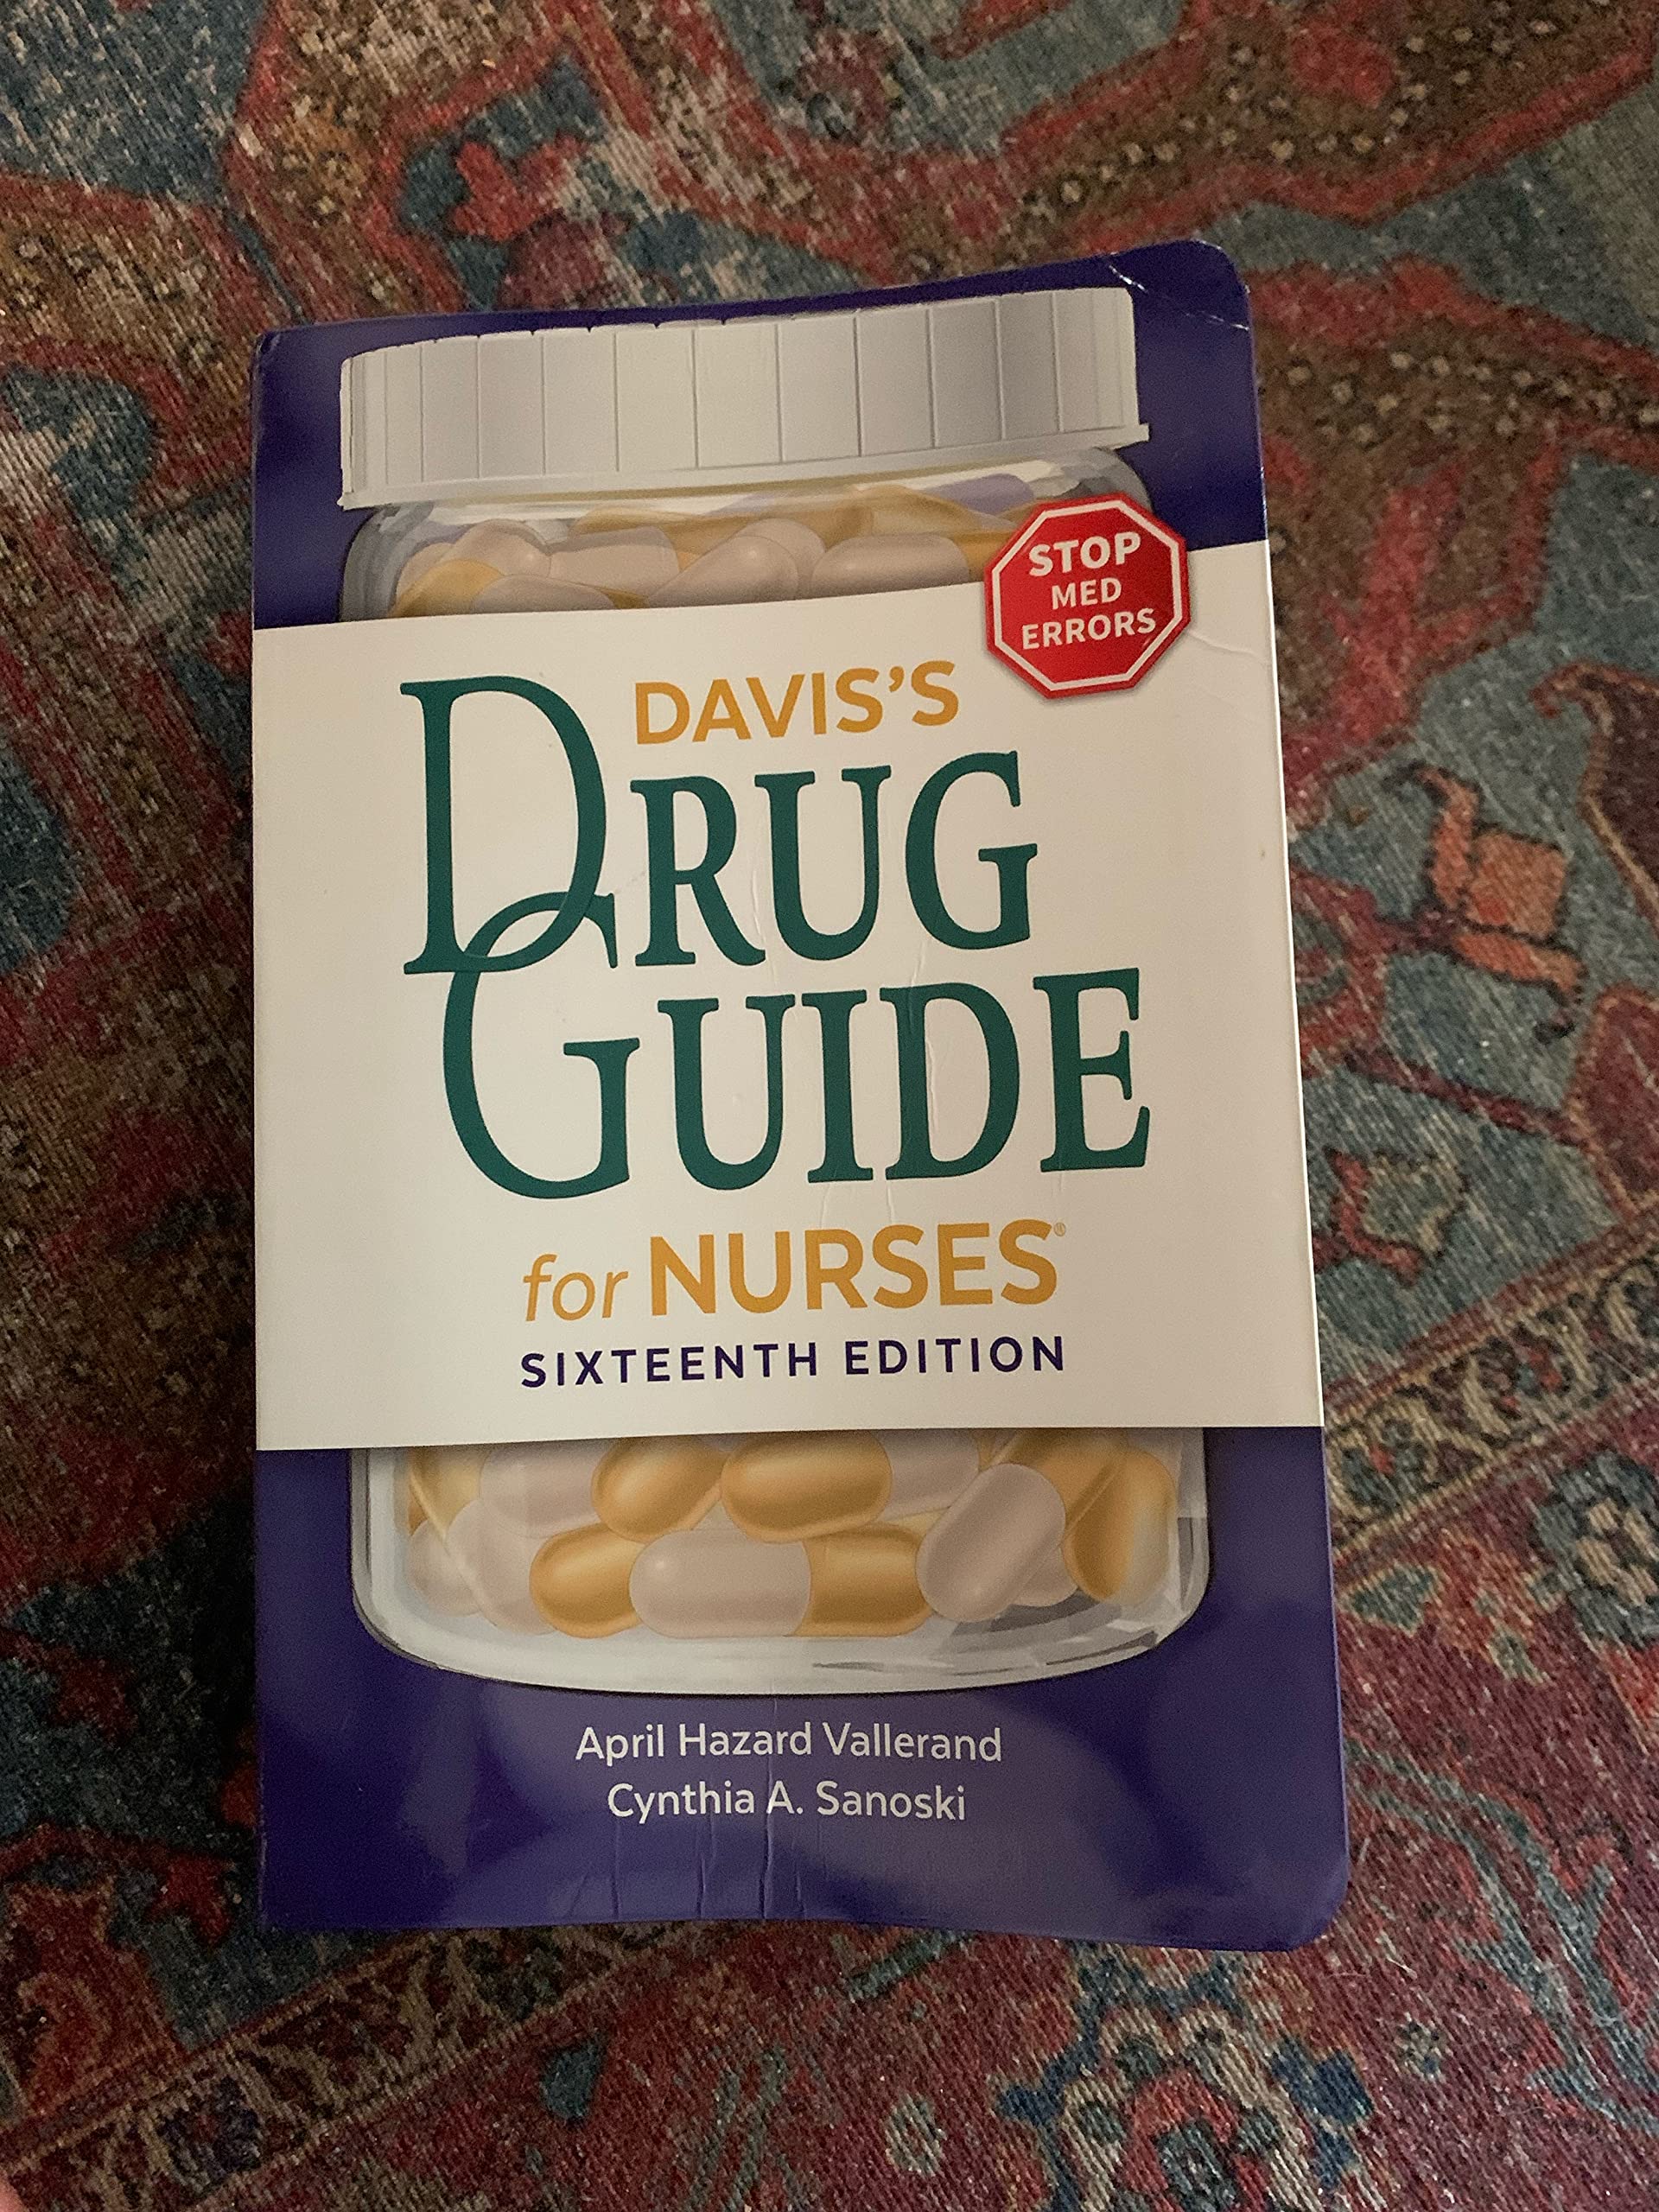 STOP
MED
ERRORS
DAVIS'S
DRUG
GUIDE
for NURSES®
SIXTEENTH EDITION
April Hazard Vallerand
Cynthia A. Sanoski